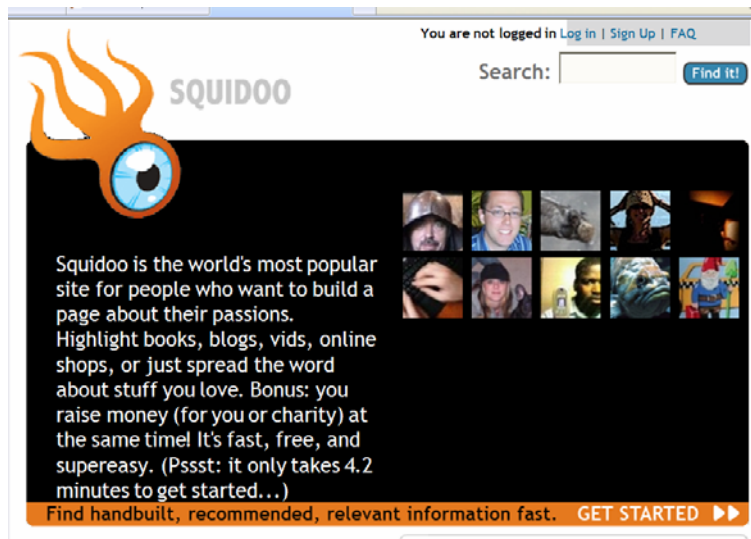 You are not logged in Log in | Sign Up | FAQ
SQUIDOO
Search:
Find it!
Squidoo is the world's most popular
site for people who want to build a
page about their passions.
Highlight books, blogs, vids, online
shops, or just spread the word
about stuff you love. Bonus: you
raise money (for you or charity) at
the same time! It's fast, free, and
supereasy. (Pssst: it only takes 4.2
minutes to get started...)
Find handbuilt, recommended, relevant information fast. GET STARTED